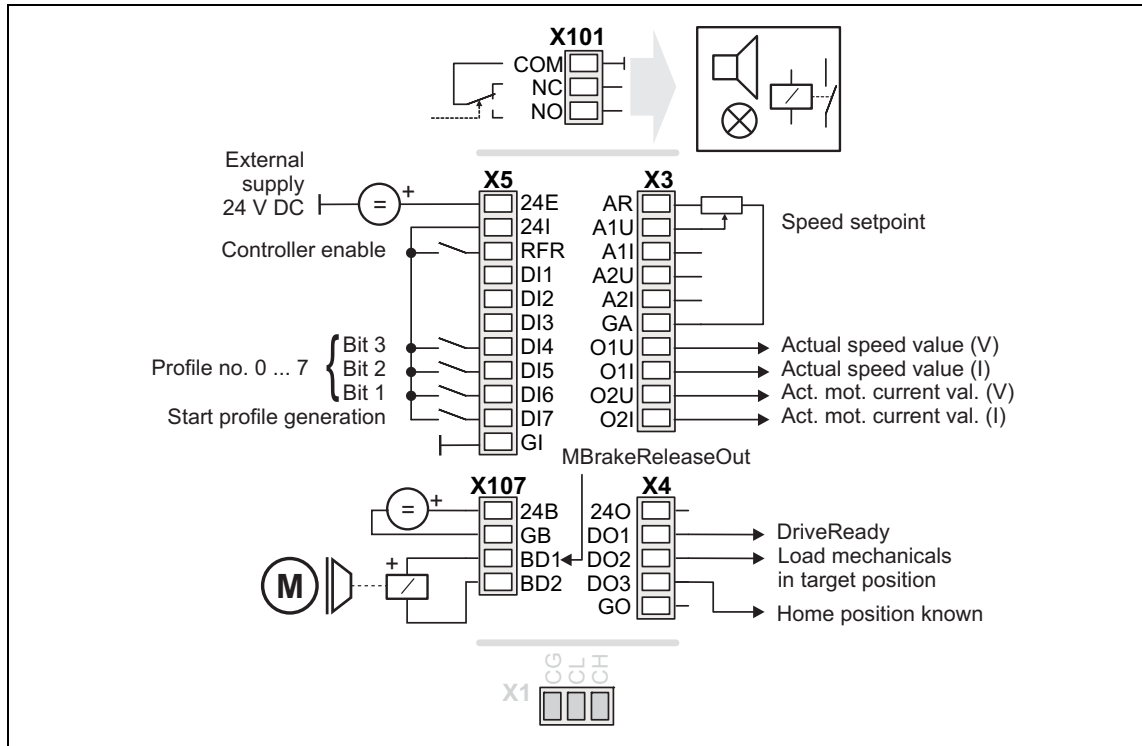 X101
COM
NC
NO
External
supply
24 V DC
=
+
Controller enable
Profile no. 0 ... 7
{
Bit 3
Bit 2
Bit 1
Start profile generation
X5
24E
24I
RFR
DI1
DI2
DI3
DI4
DI5
DI6
DI7
GI
X3
AR
A1U
A1I
A2U
A2I
GA
O1U
O1I
O2U
O2I
Speed setpoint
Actual speed value (V)
Actual speed value (I)
Act. mot. current val. (V)
Act. mot. current val. (I)
MBrakeReleaseOut
X107
=
+
24B
GB
BD1
BD2
M
+
X4
24O
DO1
DO2
DO3
GO
DriveReady
Load mechanicals
in target position
Home position known
X1
CG
CL
CH